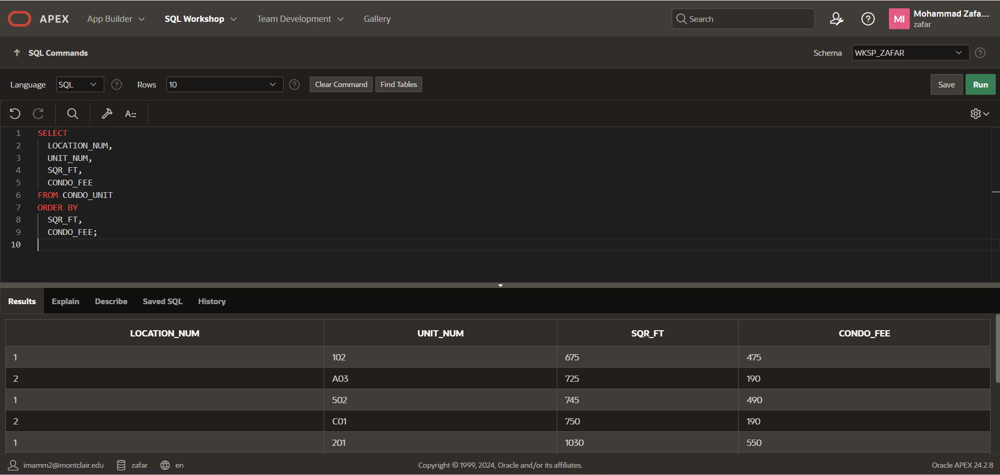 APEX App Builder SQL Workshop Team Development Gallery Search MI Mohammad Zafa...
zafar
SQL Commands Schema WKSP_ZAFAR
Language SQL Rows 10 Clear Command Find Tables Save Run
1 SELECT
2 LOCATION_NUM,
3 UNIT_NUM,
4 SQR_FT,
5 CONDO_FEE
6 FROM CONDO_UNIT
7 ORDER BY
8 SQR_FT,
9 CONDO_FEE;
10
Results Explain Describe Saved SQL History
LOCATION_NUM UNIT_NUM SQR_FT CONDO_FEE
1 102 675 475
2 A03 725 190
1 502 745 490
2 C01 750 190
1 201 1030 550
imamm2@montclair.edu zafar en Copyright © 1999, 2024, Oracle and/or its affiliates. Oracle APEX 24.2.8